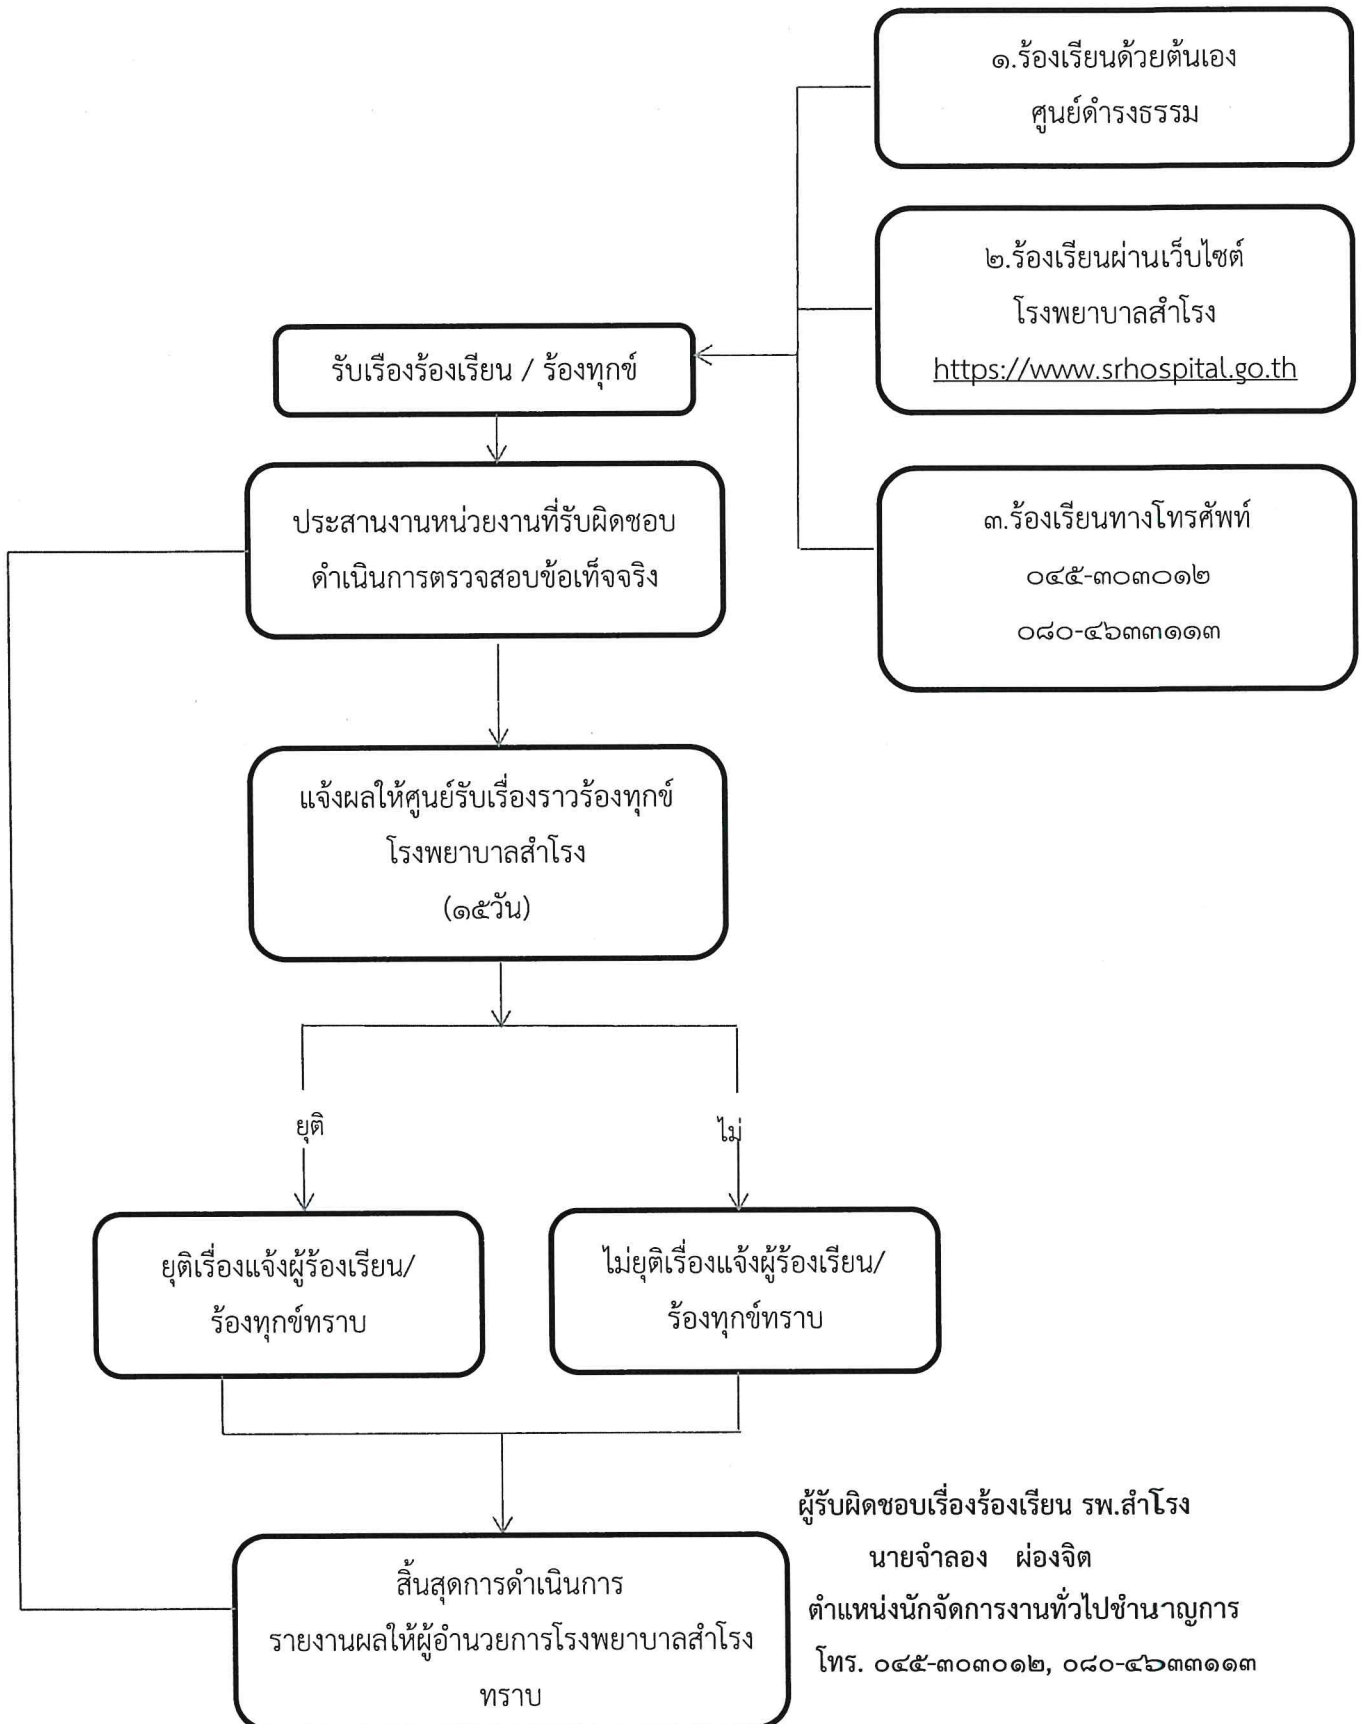 ๑.ร้องเรียนด้วยตนเอง
ศูนย์ดำรงธรรม
๒.ร้องเรียนผ่านเว็บไซต์
โรงพยาบาลสำโรง
https://www.srhospital.go.th
๓.ร้องเรียนทางโทรศัพท์
๐๔๕-๓๐๓๐๑๒
๐๘๐-๔๖๓๓๑๑๓
รับเรื่องร้องเรียน / ร้องทุกข์
ประสานงานหน่วยงานที่รับผิดชอบ
ดำเนินการตรวจสอบข้อเท็จจริง
แจ้งผลให้ศูนย์รับเรื่องราวร้องทุกข์
โรงพยาบาลสำโรง
(๑๕วัน)
ยุติ
ไม่
ยุติเรื่องแจ้งผู้ร้องเรียน/
ร้องทุกข์ทราบ
ไม่ยุติเรื่องแจ้งผู้ร้องเรียน/
ร้องทุกข์ทราบ
สิ้นสุดการดำเนินการ
รายงานผลให้ผู้อำนวยการโรงพยาบาลสำโรง
ทราบ
ผู้รับผิดชอบเรื่องร้องเรียน รพ.สำโรง
นายจำลอง ผ่องจิต
ตำแหน่งนักจัดการงานทั่วไปชำนาญการ
โทร. ๐๔๕-๓๐๓๐๑๒, ๐๘๐-๔๖๓๓๑๑๓